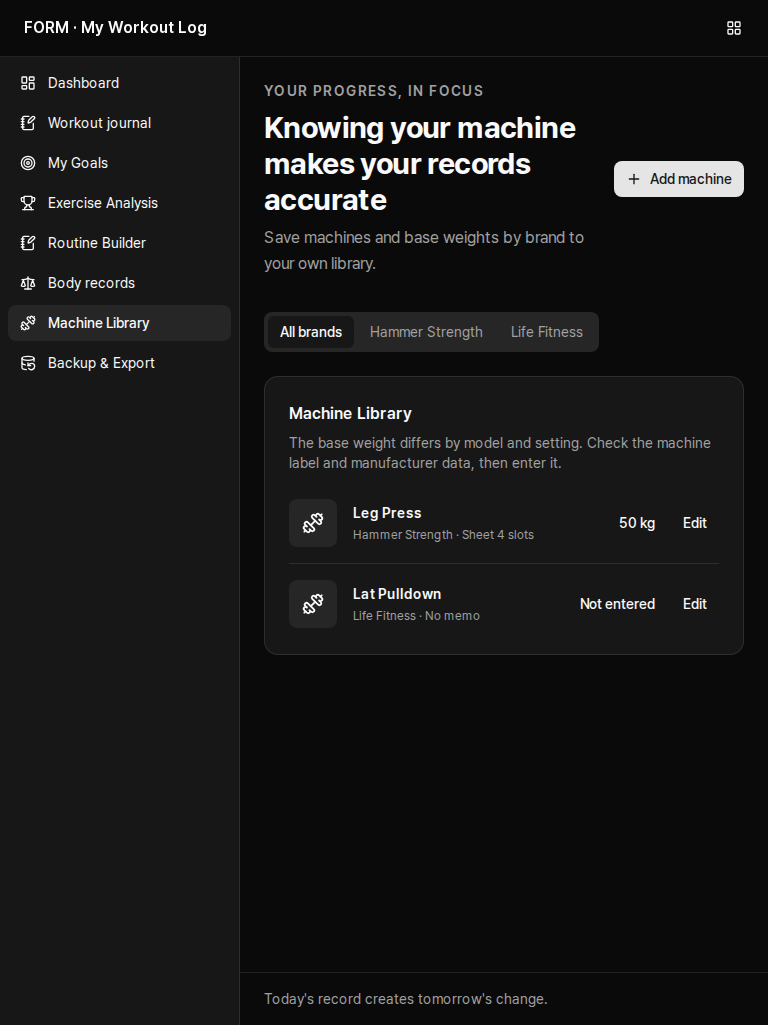 FORM · My Workout Log
Dashboard
Workout journal
My Goals
Exercise Analysis
Routine Builder
Body records
Machine Library
Backup & Export
YOUR PROGRESS, IN FOCUS
Knowing your machine
makes your records
accurate
Save machines and base weights by brand to
your own library.
Add machine
All brands
Hammer Strength
Life Fitness
Machine Library
The base weight differs by model and setting. Check the machine
label and manufacturer data, then enter it.
Leg Press
Hammer Strength · Sheet 4 slots
50 kg
Edit
Lat Pulldown
Life Fitness · No memo
Not entered
Edit
Today's record creates tomorrow's change.